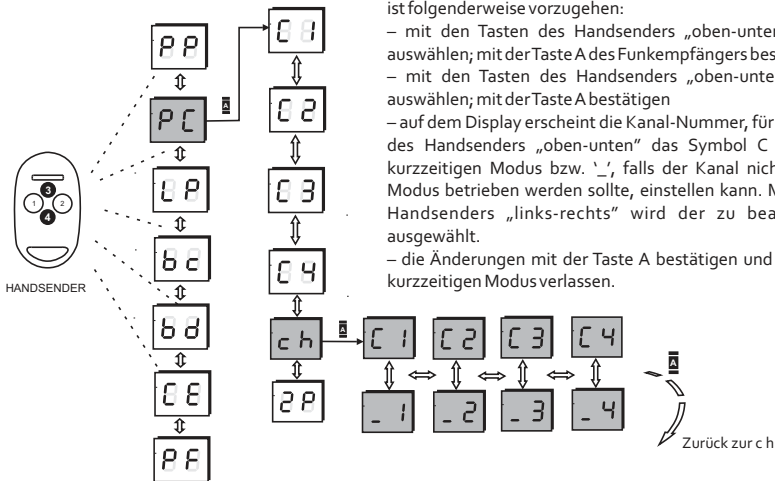 ist folgenderweise vorzugehen:
– mit den Tasten des Handsenders „oben-unten
auswählen; mit der Taste A des Funkempfängers bes
– mit den Tasten des Handsenders „oben-unte
auswählen; mit der Taste A bestätigen
– auf dem Display erscheint die Kanal-Nummer, für
des Handsenders „oben-unten" das Symbol C
kurzzeitigen Modus bzw. '_', falls der Kanal nich
Modus betrieben werden sollte, einstellen kann. M
Handsenders „links-rechts" wird der zu bea
ausgewählt.
– die Änderungen mit der Taste A bestätigen und
kurzzeitigen Modus verlassen.
PP
PC
LP
bc
bd
CE
PF
A
C1
C2
C3
C4
ch
2P
A
C1 C2 C3 C4
_1 _2 _3 _4
A
Zurück zur c h
3
1 2
4
HANDSENDER